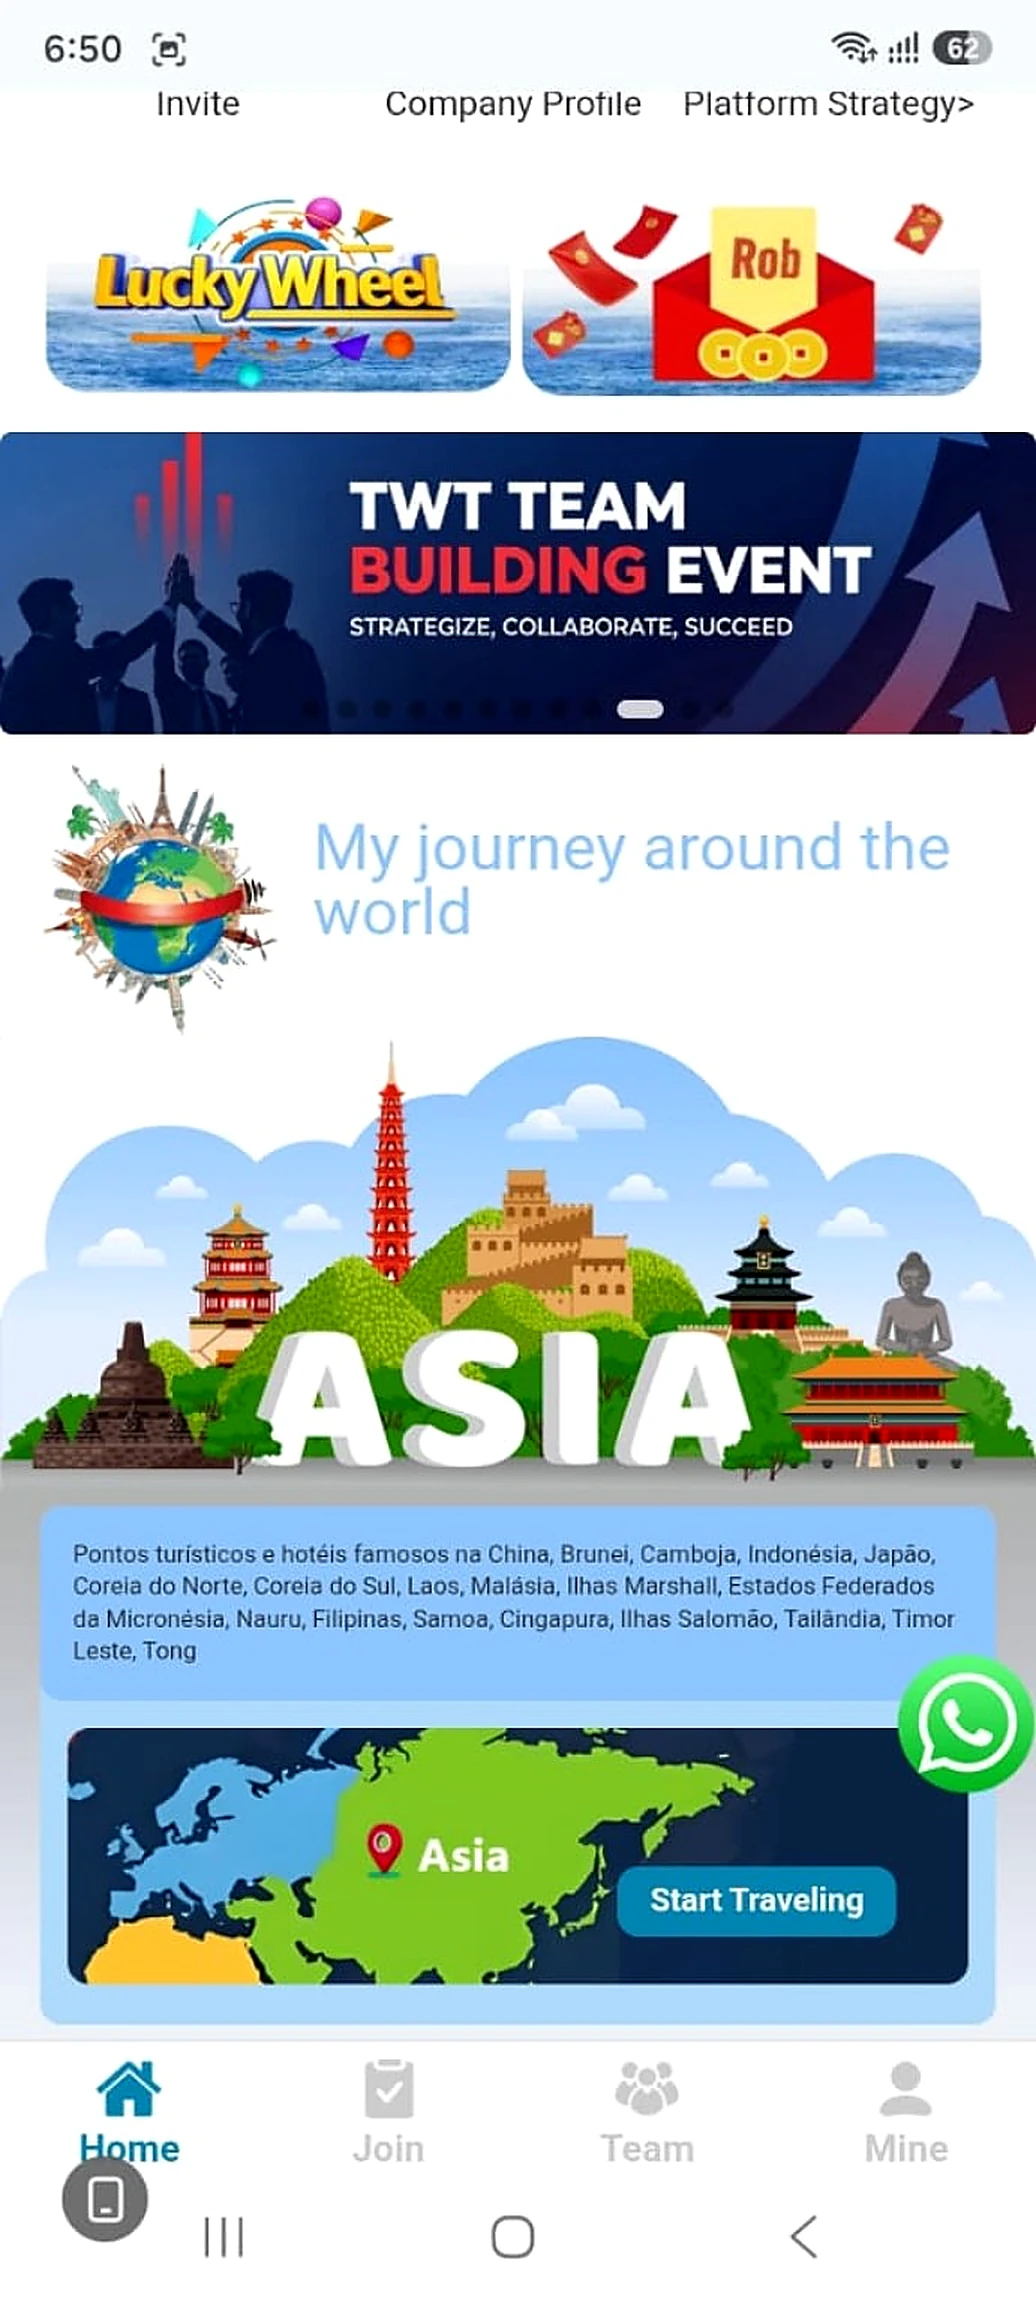 6:50
62
Invite
Company Profile
Platform Strategy>
Lucky Wheel
Rob
TWT TEAM
BUILDING EVENT
STRATEGIZE, COLLABORATE, SUCCEED
My journey around the
world
ASIA
Pontos turísticos e hotéis famosos na China, Brunei, Camboja, Indonésia, Japão,
Coreia do Norte, Coreia do Sul, Laos, Malásia, Ilhas Marshall, Estados Federados
da Micronésia, Nauru, Filipinas, Samoa, Cingapura, Ilhas Salomão, Tailândia, Timor
Leste, Tong
Asia
Start Traveling
Home
Join
Team
Mine